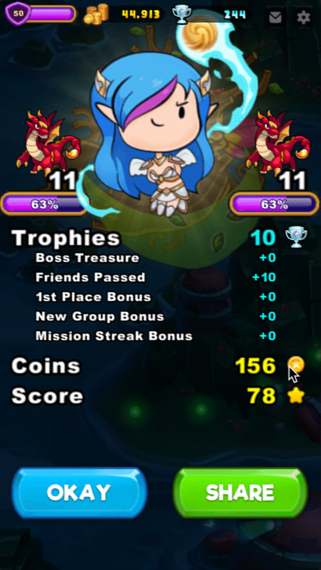 50 44,913 244
11 11
63% 63%
Trophies 10
Boss Treasure +0
Friends Passed +10
1st Place Bonus +0
New Group Bonus +0
Mission Streak Bonus +0
Coins 156
Score 78
OKAY SHARE